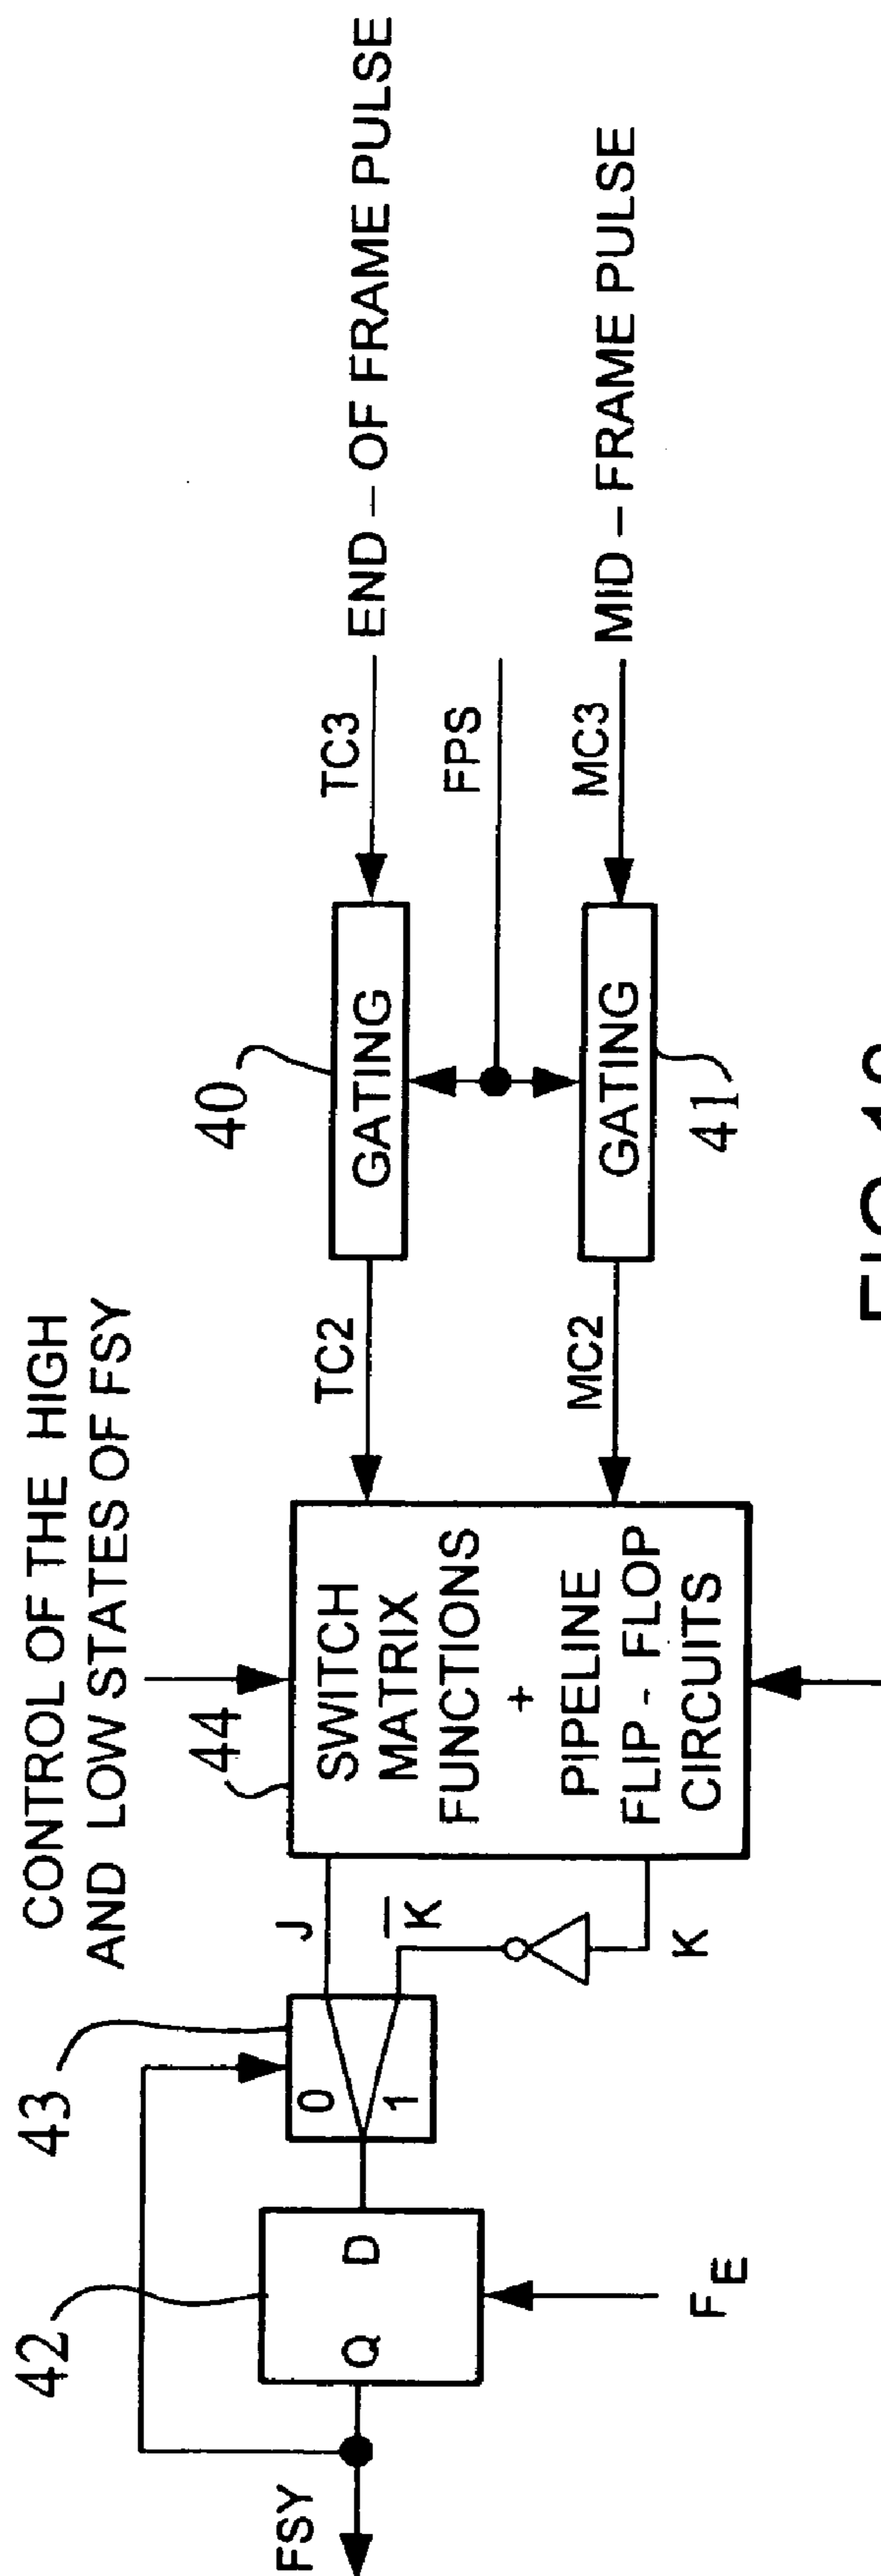 CONTROL OF THE HIGH
AND LOW STATES OF FSY
FSY
42
Q D
F E
43
0
1
J
K
K
44
SWITCH
MATRIX
FUNCTIONS
+
PIPELINE
FLIP - FLOP
CIRCUITS
TC2
MC2
40
GATING
41
GATING
TC3
FPS
MC3
END - OF FRAME PULSE
MID - FRAME PULSE